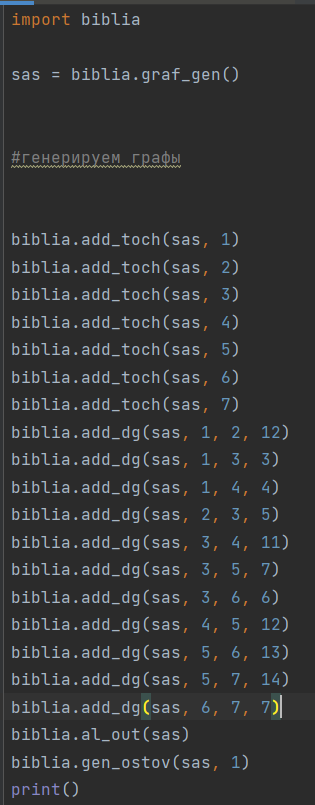 import biblia
sas = biblia.graf_gen()
#генерируем графы
biblia.add_toch(sas, 1)
biblia.add_toch(sas, 2)
biblia.add_toch(sas, 3)
biblia.add_toch(sas, 4)
biblia.add_toch(sas, 5)
biblia.add_toch(sas, 6)
biblia.add_toch(sas, 7)
biblia.add_dg(sas, 1, 2, 12)
biblia.add_dg(sas, 1, 3, 3)
biblia.add_dg(sas, 1, 4, 4)
biblia.add_dg(sas, 2, 3, 5)
biblia.add_dg(sas, 3, 4, 11)
biblia.add_dg(sas, 3, 5, 7)
biblia.add_dg(sas, 3, 6, 6)
biblia.add_dg(sas, 4, 5, 12)
biblia.add_dg(sas, 5, 6, 13)
biblia.add_dg(sas, 5, 7, 14)
biblia.add_dg(sas, 6, 7, 7)
biblia.al_out(sas)
biblia.gen_ostov(sas, 1)
print()